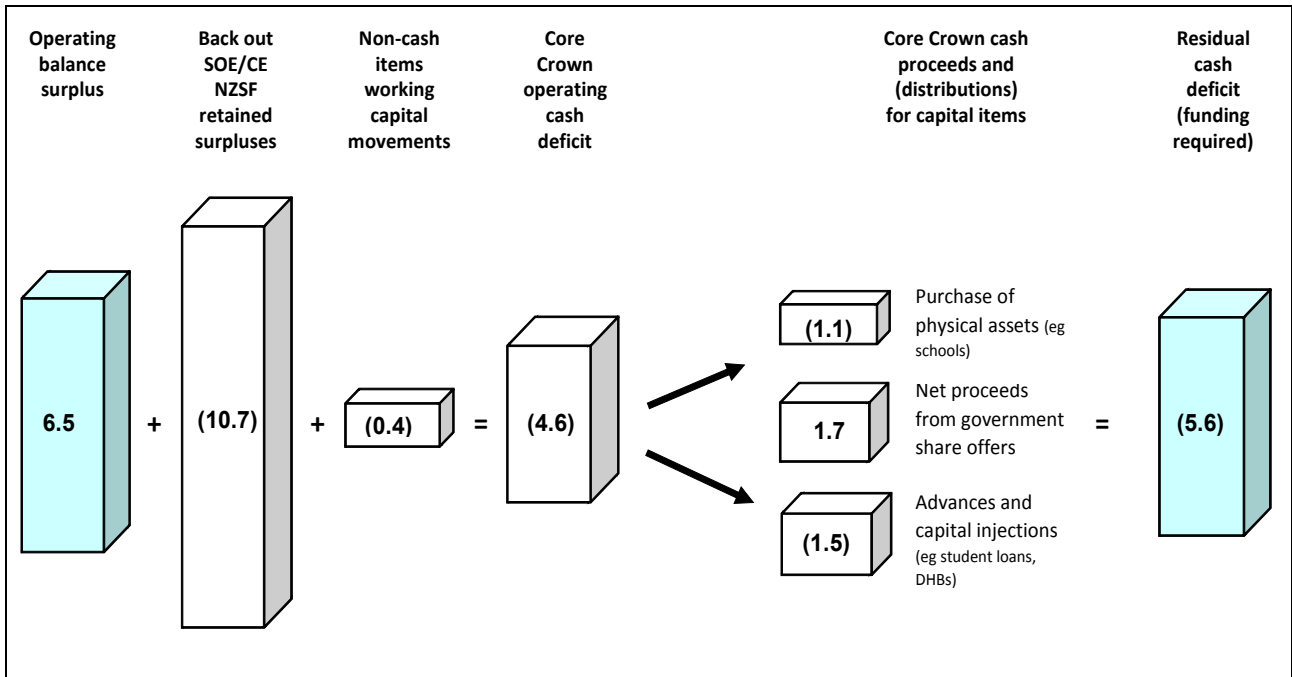 Operating
balance
surplus
Back out
SOE/CE
NZSF
retained
surpluses
Non-cash
items
working
capital
movements
Core
Crown
operating
cash
deficit
Core Crown cash
proceeds and
(distributions)
for capital items
Residual
cash
deficit
(funding
required)
6.5
+
(10.7)
+
(0.4)
=
(4.6)
(1.1)
Purchase of
physical assets (eg
schools)
1.7
Net proceeds
from government
share offers
(1.5)
Advances and
capital injections
(eg student loans,
DHBs)
=
(5.6)